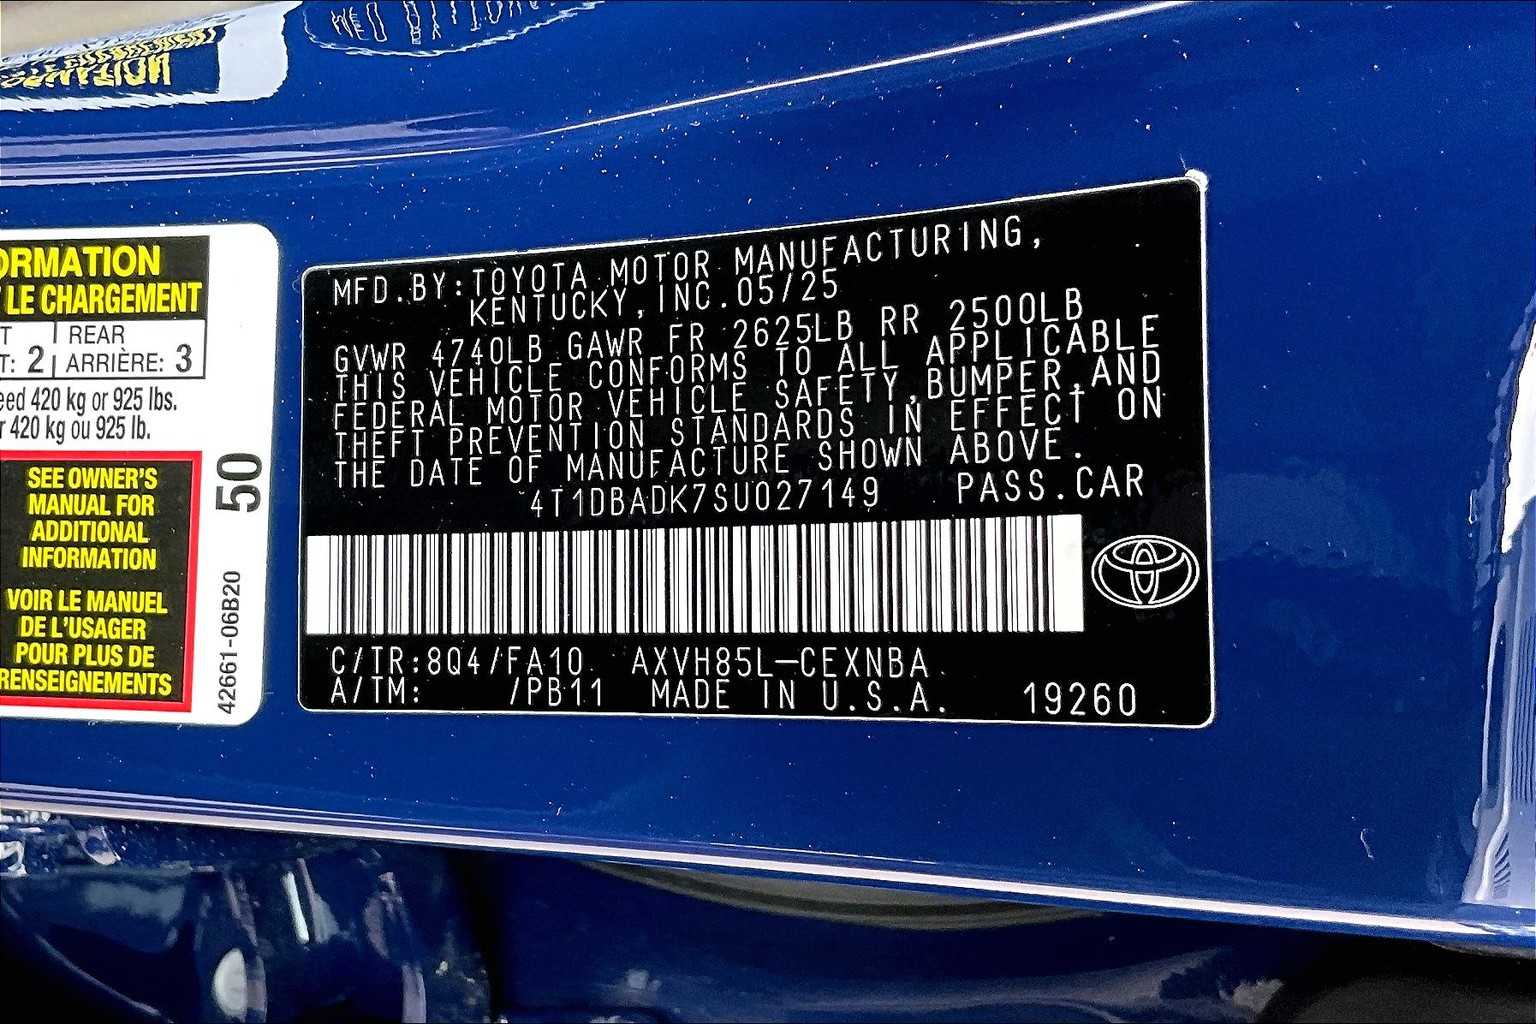 ORMATION
LE CHARGEMENT
T REAR
T: 2 ARRIÈRE: 3
eed 420 kg or 925 lbs.
r 420 kg ou 925 lb.
SEE OWNER'S
MANUAL FOR
ADDITIONAL
INFORMATION
VOIR LE MANUEL
DE L'USAGER
POUR PLUS DE
RENSEIGNEMENTS
50
42661-06B20
MFD.BY:TOYOTA MOTOR MANUFACTURING,
KENTUCKY,INC.05/25
GVWR 4740LB GAWR FR 2625LB RR 2500LB
THIS VEHICLE CONFORMS TO ALL APPLICABLE
FEDERAL MOTOR VEHICLE SAFETY,BUMPER,AND
THEFT PREVENTION STANDARDS IN EFFECT ON
THE DATE OF MANUFACTURE SHOWN ABOVE.
4T1DBADK7SU027149 PASS.CAR
C/TR:8Q4/FA10 AXVH85L-CEXNBA
A/TM: /PB11 MADE IN U.S.A. 19260